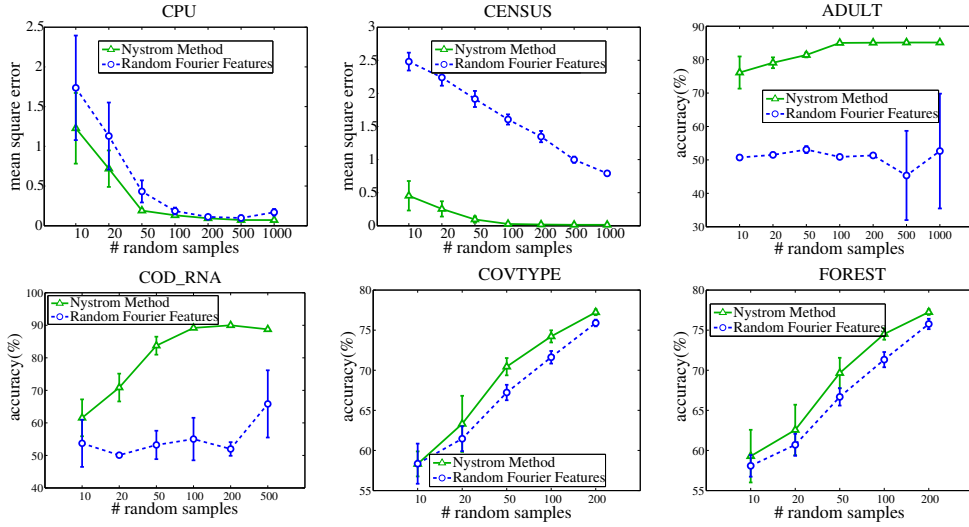 CPU
2.5
2
1.5
1
0.5
0
mean square error
Nystrom Method
Random Fourier Features
10 20 50 100 200 500 1000
# random samples
CENSUS
3
2.5
2
1.5
1
0.5
0
mean square error
Nystrom Method
Random Fourier Features
10 20 50 100 200 500 1000
# random samples
ADULT
90
80
70
60
50
40
30
accuracy(%)
Nystrom Method
Random Fourier Features
10 20 50 100 200 500 1000
# random samples
COD_RNA
100
90
80
70
60
50
40
accuracy(%)
Nystrom Method
Random Fourier Features
10 20 50 100 200 500
# random samples
COVTYPE
80
75
70
65
60
55
accuracy(%)
Nystrom Method
Random Fourier Features
10 20 50 100 200
# random samples
FOREST
80
75
70
65
60
55
accuracy(%)
Nystrom Method
Random Fourier Features
10 20 50 100 200
# random samples